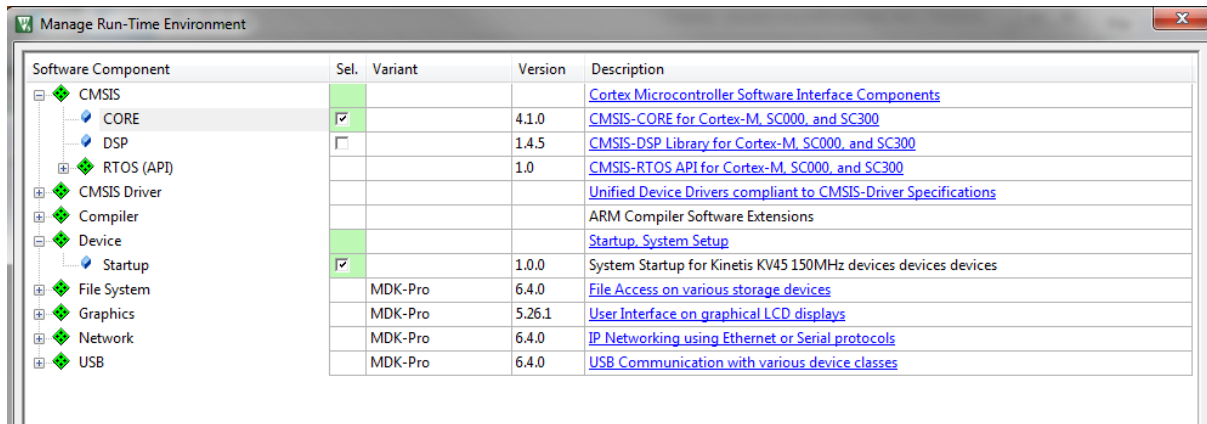 Manage Run-Time Environment
Software Component Sel. Variant Version Description
CMSIS Cortex Microcontroller Software Interface Components
CORE 4.1.0 CMSIS-CORE for Cortex-M, SC000, and SC300
DSP 1.4.5 CMSIS-DSP Library for Cortex-M, SC000, and SC300
RTOS (API) 1.0 CMSIS-RTOS API for Cortex-M, SC000, and SC300
CMSIS Driver Unified Device Drivers compliant to CMSIS-Driver Specifications
Compiler ARM Compiler Software Extensions
Device Startup, System Setup
Startup 1.0.0 System Startup for Kinetis KV45 150MHz devices devices devices
File System MDK-Pro 6.4.0 File Access on various storage devices
Graphics MDK-Pro 5.26.1 User Interface on graphical LCD displays
Network MDK-Pro 6.4.0 IP Networking using Ethernet or Serial protocols
USB MDK-Pro 6.4.0 USB Communication with various device classes